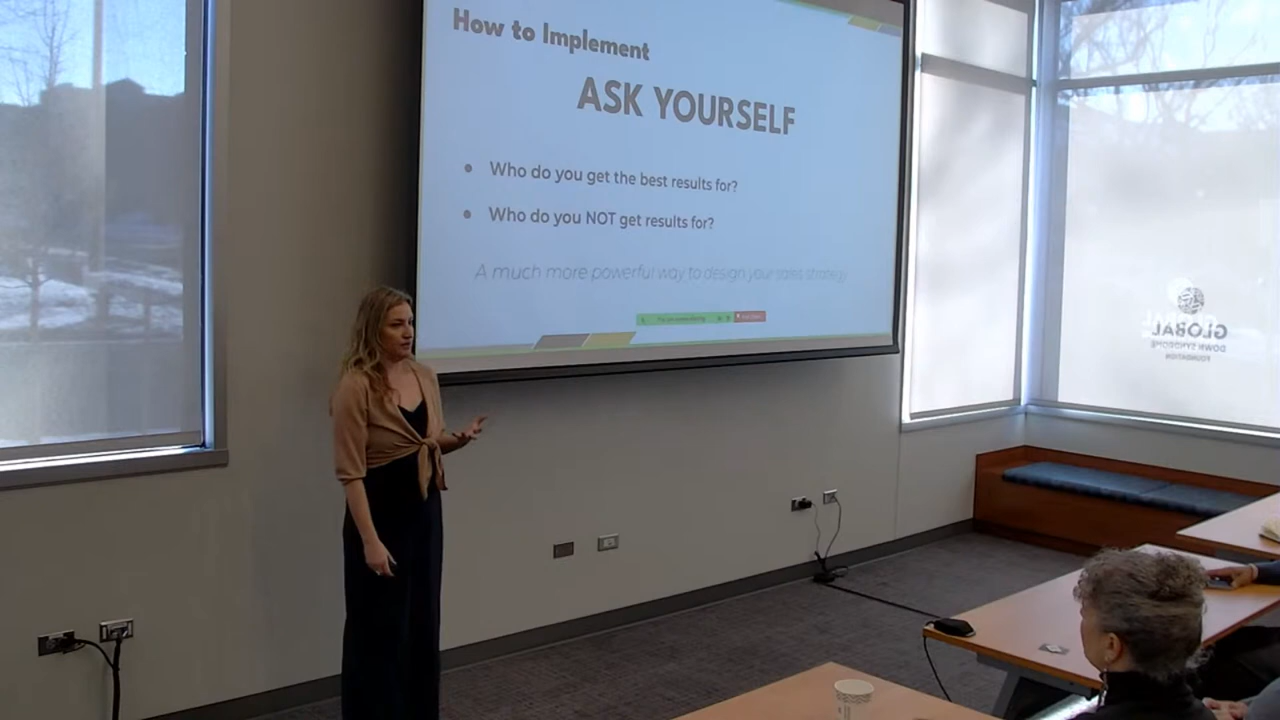 How to Implement
ASK YOURSELF
• Who do you get the best results for?
• Who do you NOT get results for?
A much more powerful way to design your sales strategy
GLOBAL
DOWN SYNDROME
FOUNDATION